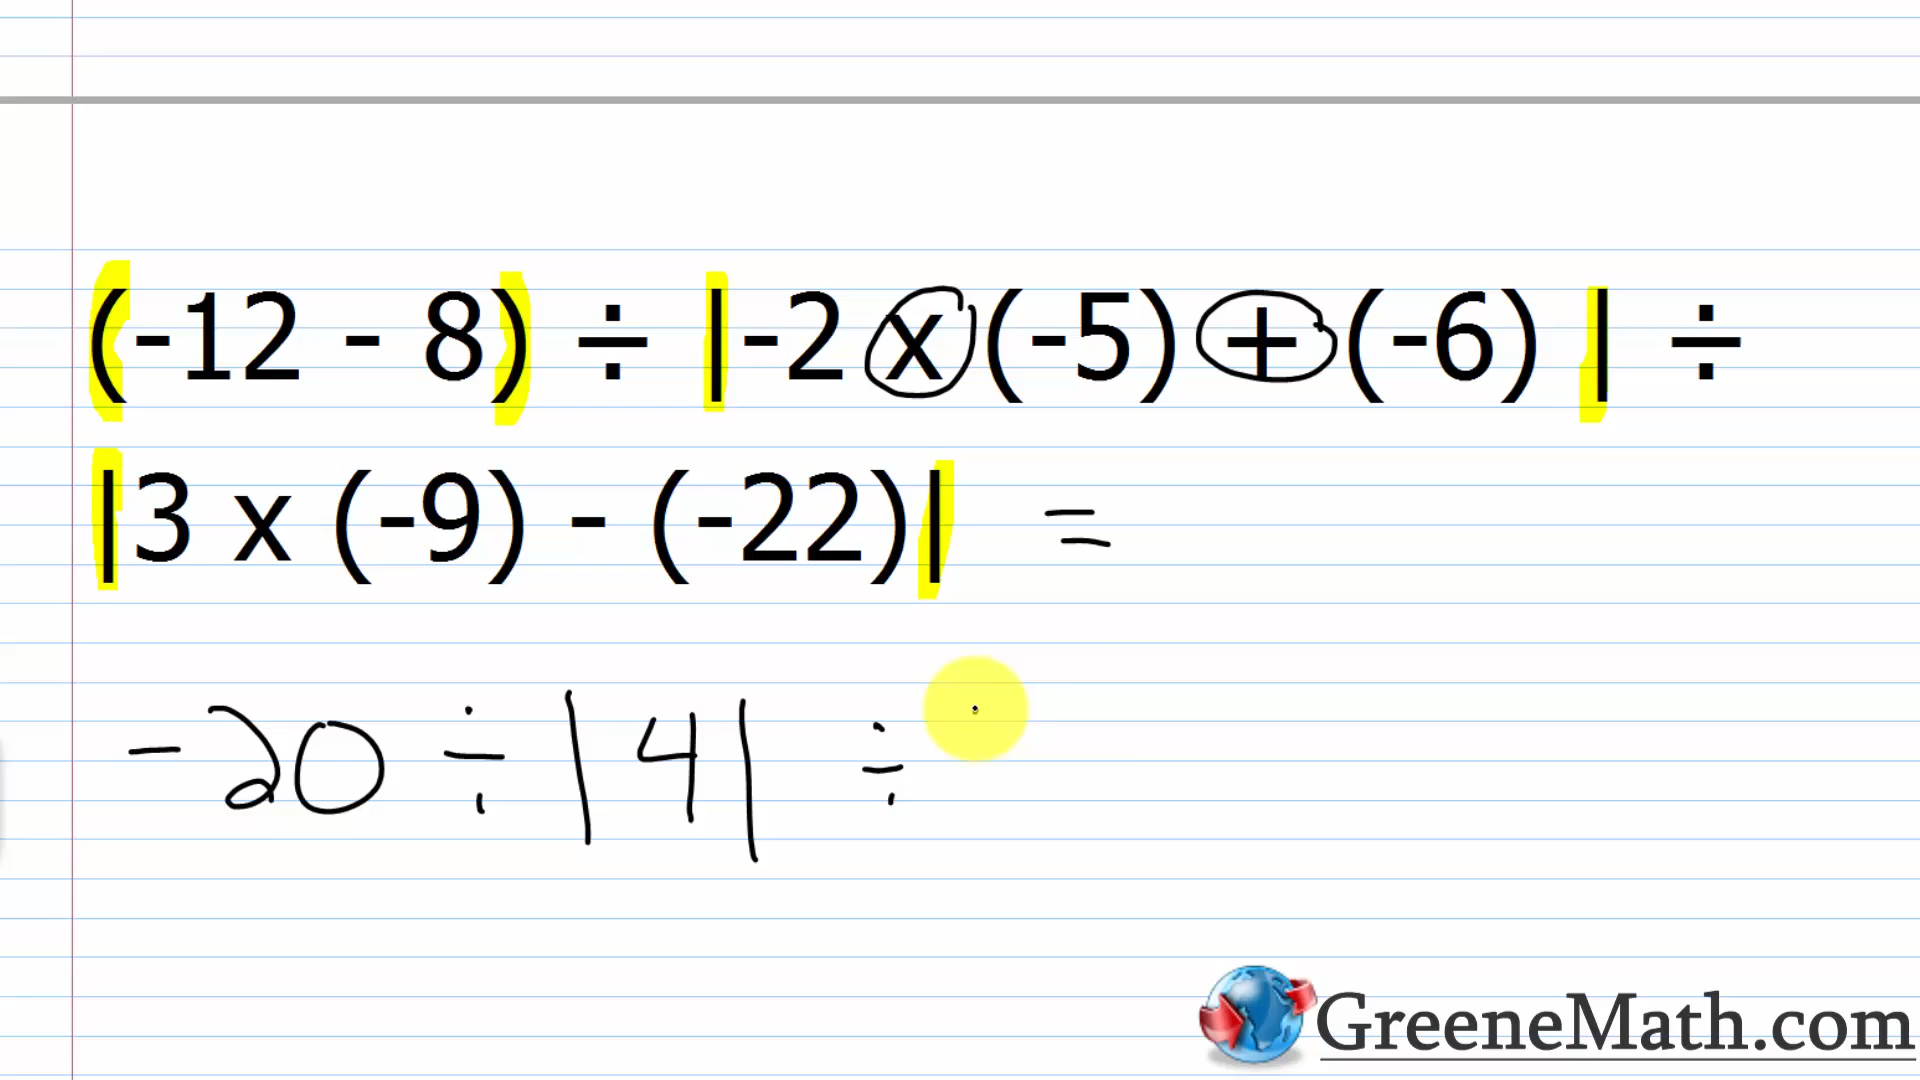 (-12 - 8) ÷ |-2 x (-5) + (-6) | ÷
|3 x (-9) - (-22)| =
-20 ÷ |4| ÷
GreeneMath.com